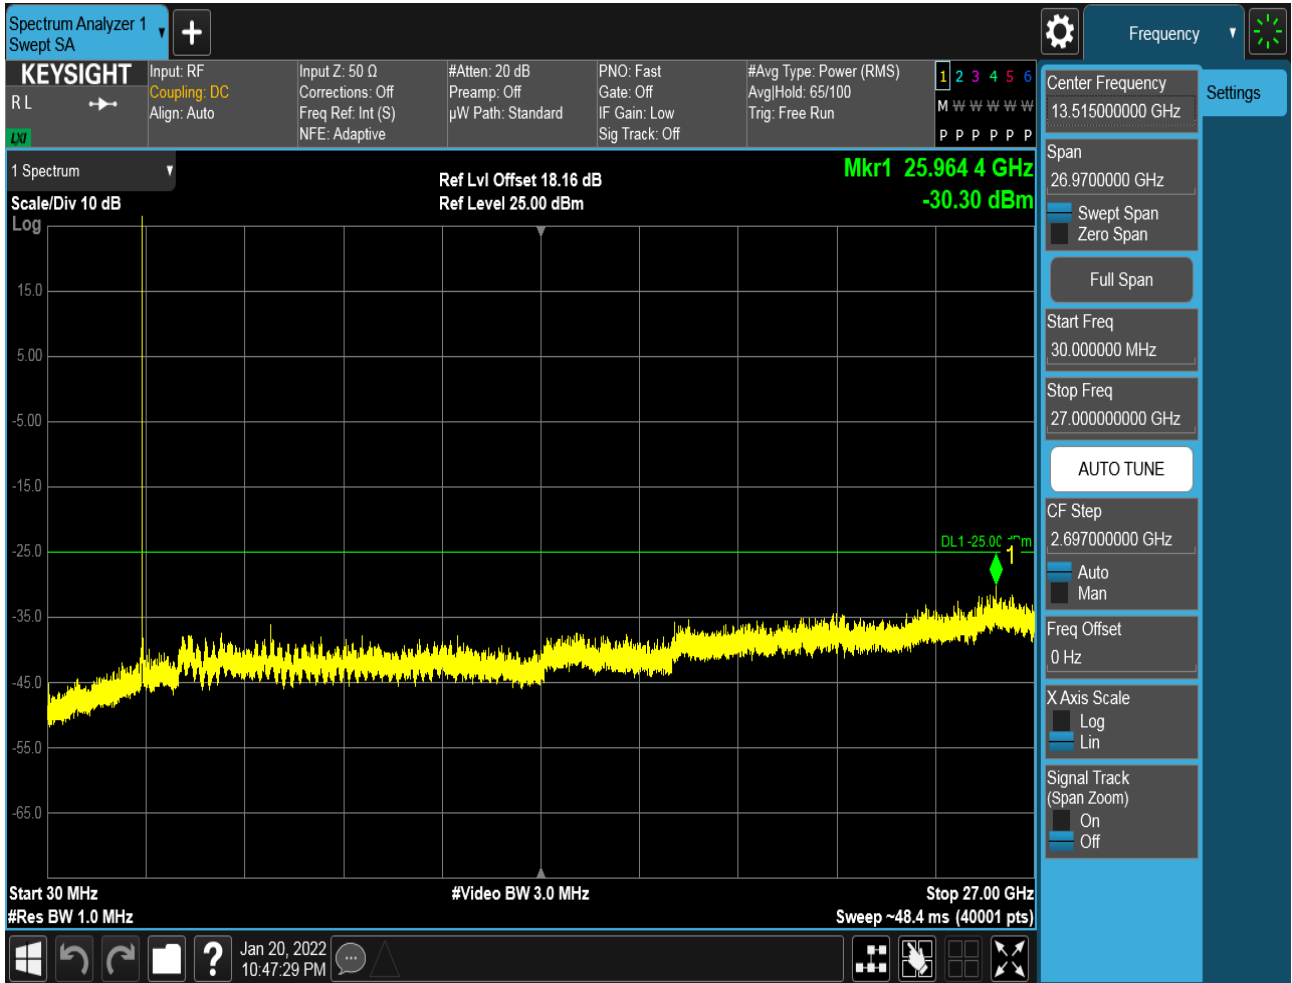 Spectrum Analyzer 1
Swept SA
Frequency
KEYSIGHT
R L
LXI
Input: RF
Coupling: DC
Align: Auto
Input Z: 50 Ω
Corrections: Off
Freq Ref: Int (S)
NFE: Adaptive
#Atten: 20 dB
Preamp: Off
µW Path: Standard
PNO: Fast
Gate: Off
IF Gain: Low
Sig Track: Off
#Avg Type: Power (RMS)
Avg|Hold: 65/100
Trig: Free Run
1 2 3 4 5 6
M W W W W W
P P P P P P
1 Spectrum
Scale/Div 10 dB
Log
Ref Lvl Offset 18.16 dB
Ref Level 25.00 dBm
Mkr1 25.964 4 GHz
-30.30 dBm
15.0
5.00
-5.00
-15.0
-25.0
-35.0
-45.0
-55.0
-65.0
DL1 -25.00
1
Start 30 MHz
#Res BW 1.0 MHz
#Video BW 3.0 MHz
Stop 27.00 GHz
Sweep ~48.4 ms (40001 pts)
Center Frequency
13.515000000 GHz
Span
26.9700000 GHz
Swept Span
Zero Span
Full Span
Start Freq
30.000000 MHz
Stop Freq
27.000000000 GHz
AUTO TUNE
CF Step
2.697000000 GHz
Auto
Man
Freq Offset
0 Hz
X Axis Scale
Log
Lin
Signal Track
(Span Zoom)
On
Off
Settings
?
Jan 20, 2022
10:47:29 PM